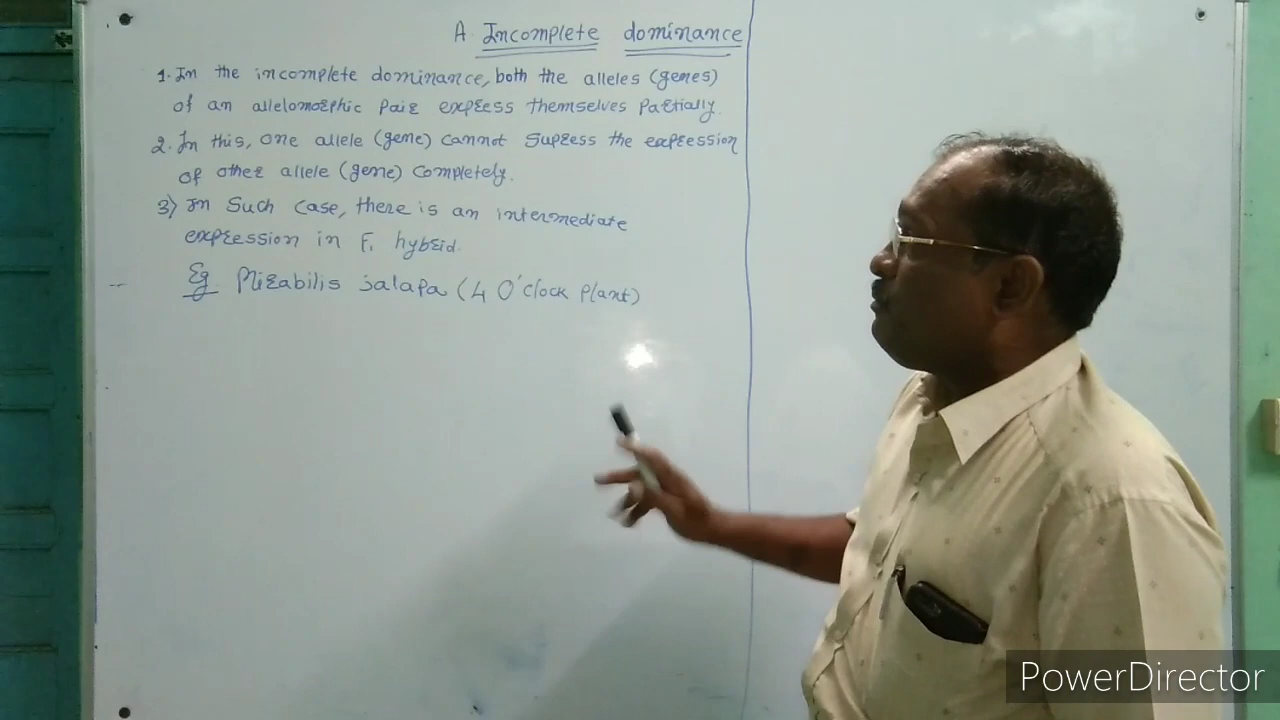 A. Incomplete dominance
1. In the incomplete dominance, both the alleles (genes)
of an allelomorphic pair express themselves partially.
2. In this, one allele (gene) cannot supress the expression
of other allele (gene) completely.
3) In such case, there is an intermediate
expression in F1 hybrid.
Eg Mirabilis jalapa (4 O'clock plant)
PowerDirector